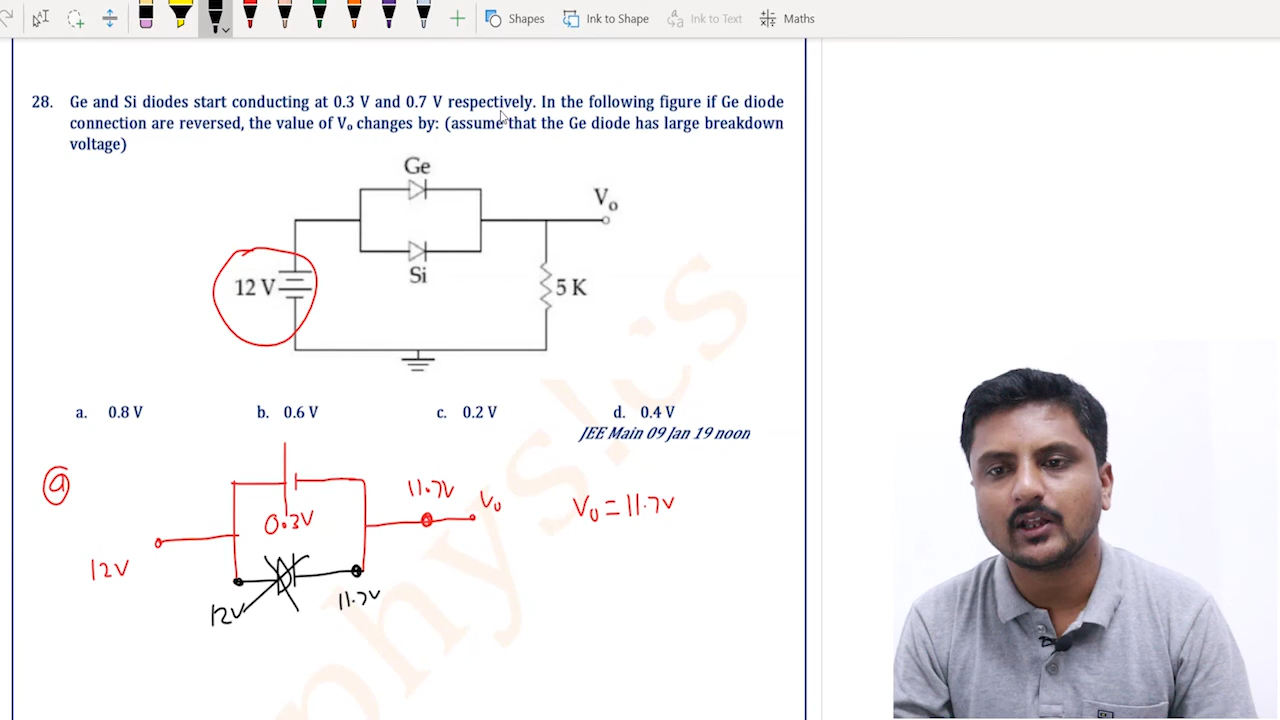 Shapes Ink to Shape Ink to Text Maths
28. Ge and Si diodes start conducting at 0.3 V and 0.7 V respectively. In the following figure if Ge diode
connection are reversed, the value of Vₒ changes by: (assume that the Ge diode has large breakdown
voltage)
Ge
Vₒ
12 V
Si
5 K
a. 0.8 V b. 0.6 V c. 0.2 V d. 0.4 V
JEE Main 09 Jan 19 noon
a
11.7V V₀
V₀ = 11.7V
0.3V
12V
12V 11.7V
physics